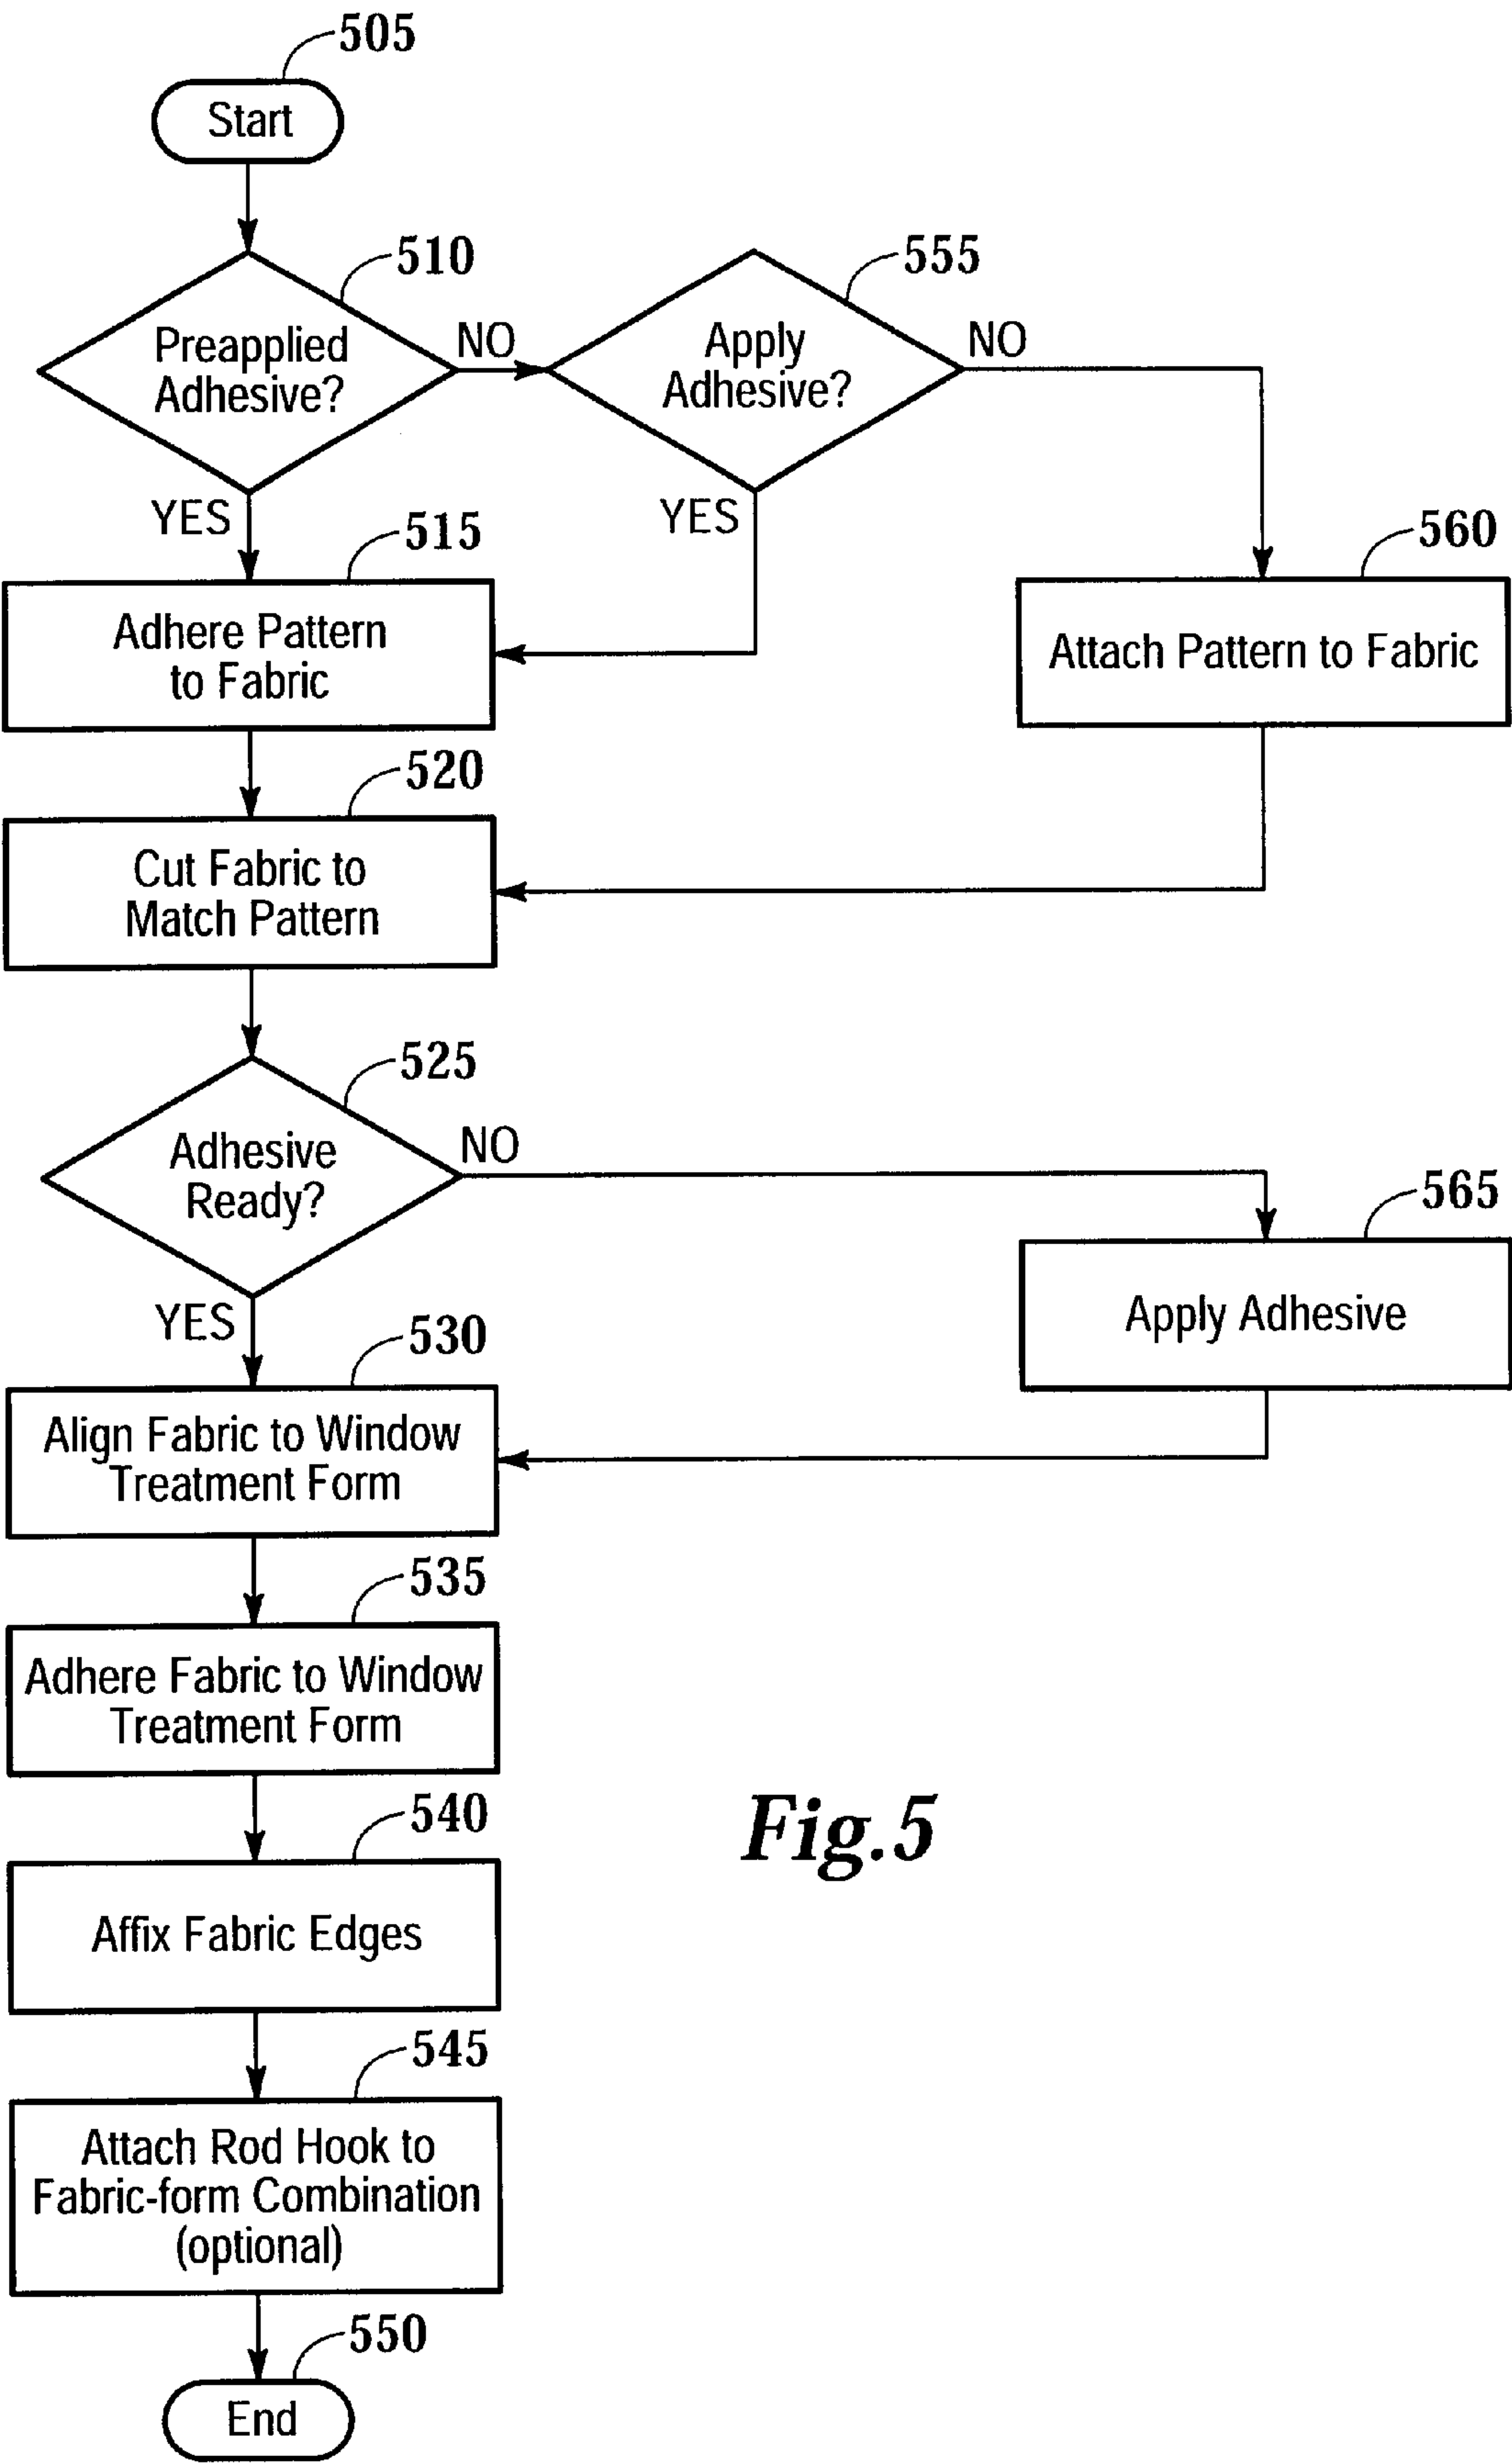 505
Start
510
Preapplied
Adhesive?
NO
555
Apply
Adhesive?
NO
YES
YES
515
Adhere Pattern
to Fabric
560
Attach Pattern to Fabric
520
Cut Fabric to
Match Pattern
525
Adhesive
Ready?
NO
565
Apply Adhesive
YES
530
Align Fabric to Window
Treatment Form
535
Adhere Fabric to Window
Treatment Form
540
Affix Fabric Edges
Fig.5
545
Attach Rod Hook to
Fabric-form Combination
(optional)
550
End